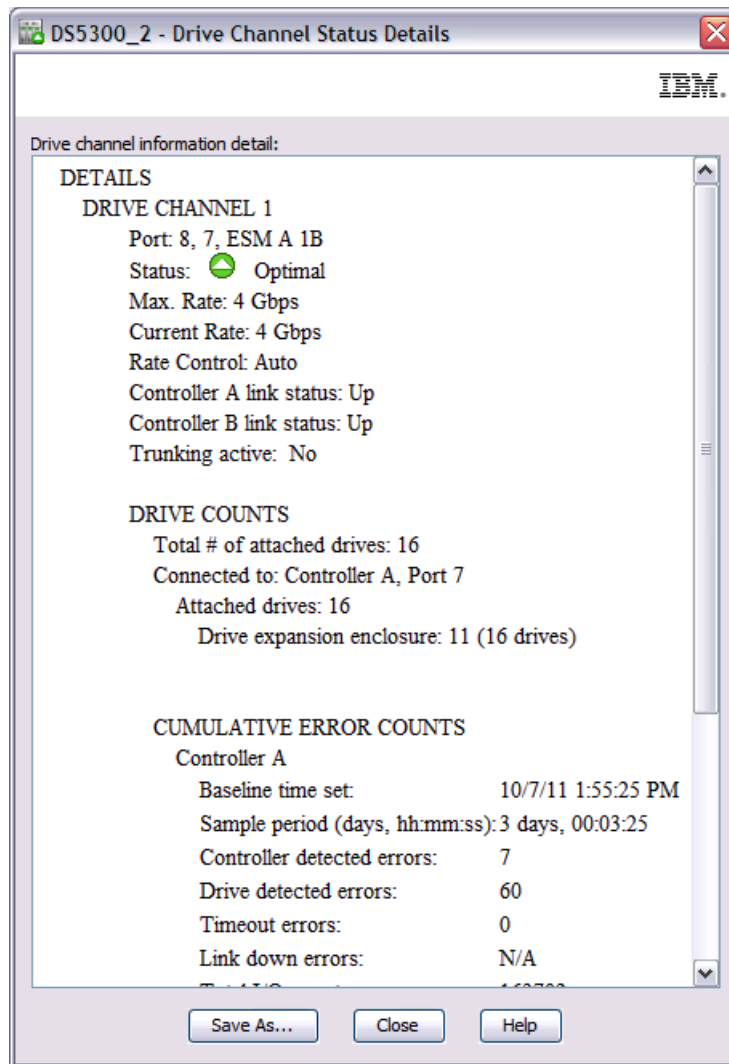 DS5300_2 - Drive Channel Status Details
IBM.
Drive channel information detail:
DETAILS
DRIVE CHANNEL 1
Port: 8, 7, ESM A 1B
Status: Optimal
Max. Rate: 4 Gbps
Current Rate: 4 Gbps
Rate Control: Auto
Controller A link status: Up
Controller B link status: Up
Trunking active: No
DRIVE COUNTS
Total # of attached drives: 16
Connected to: Controller A, Port 7
Attached drives: 16
Drive expansion enclosure: 11 (16 drives)
CUMULATIVE ERROR COUNTS
Controller A
Baseline time set: 10/7/11 1:55:25 PM
Sample period (days, hh:mm:ss): 3 days, 00:03:25
Controller detected errors: 7
Drive detected errors: 60
Timeout errors: 0
Link down errors: N/A
Save As... Close Help